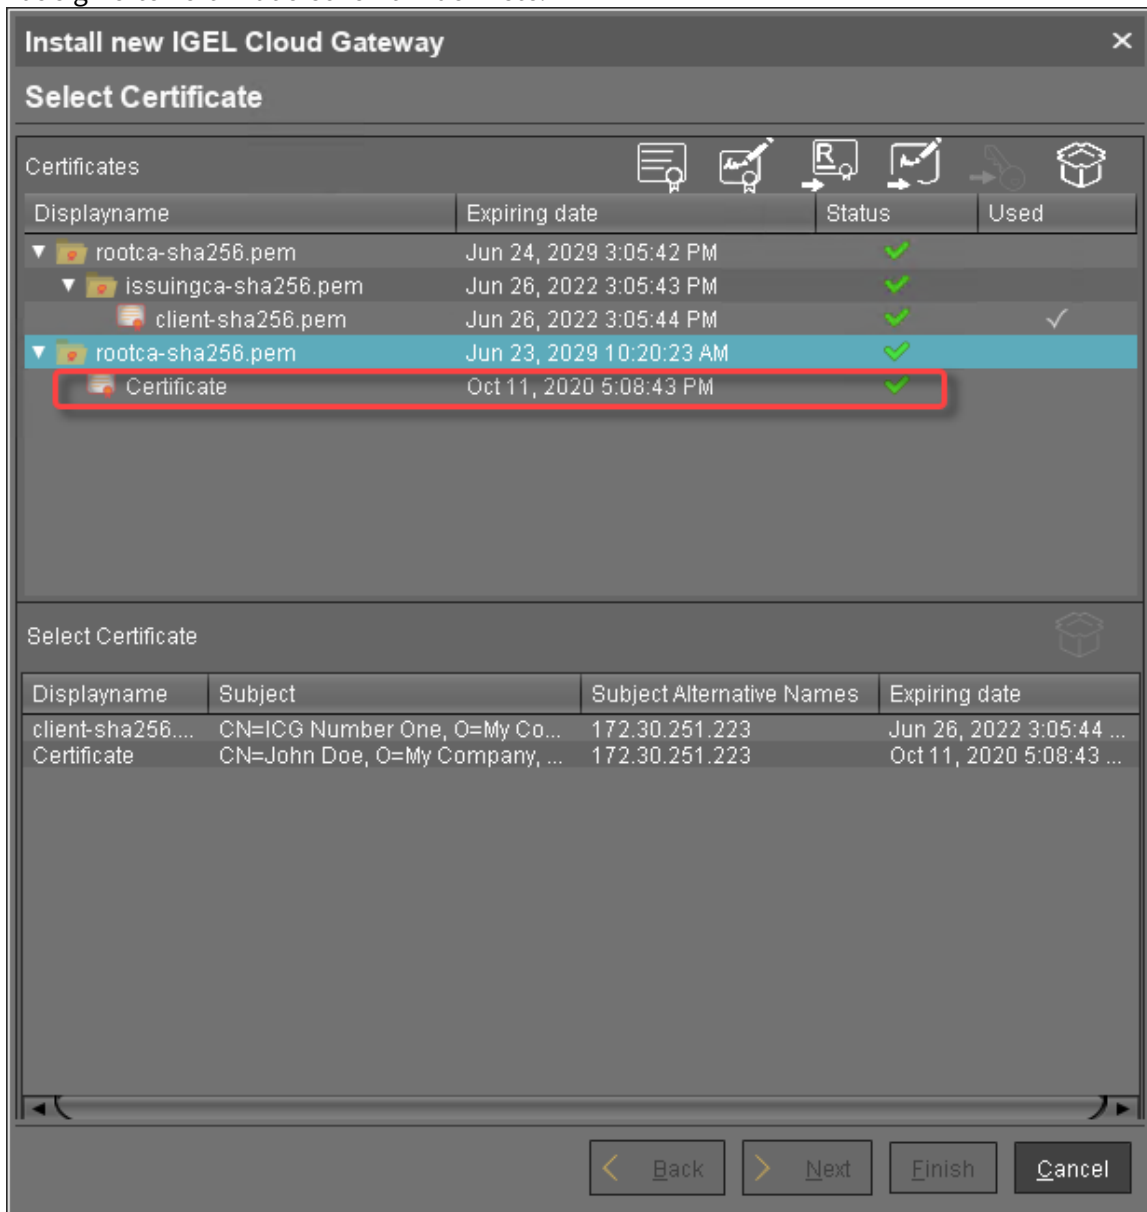 Install new IGEL Cloud Gateway
Select Certificate
Certificates
Displayname Expiring date Status Used
rootca-sha256.pem Jun 24, 2029 3:05:42 PM
issuingca-sha256.pem Jun 26, 2022 3:05:43 PM
client-sha256.pem Jun 26, 2022 3:05:44 PM
rootca-sha256.pem Jun 23, 2029 10:20:23 AM
Certificate Oct 11, 2020 5:08:43 PM
Select Certificate
Displayname Subject Subject Alternative Names Expiring date
client-sha256.... CN=ICG Number One, O=My Co... 172.30.251.223 Jun 26, 2022 3:05:44 ...
Certificate CN=John Doe, O=My Company, ... 172.30.251.223 Oct 11, 2020 5:08:43 ...
Back Next Finish Cancel